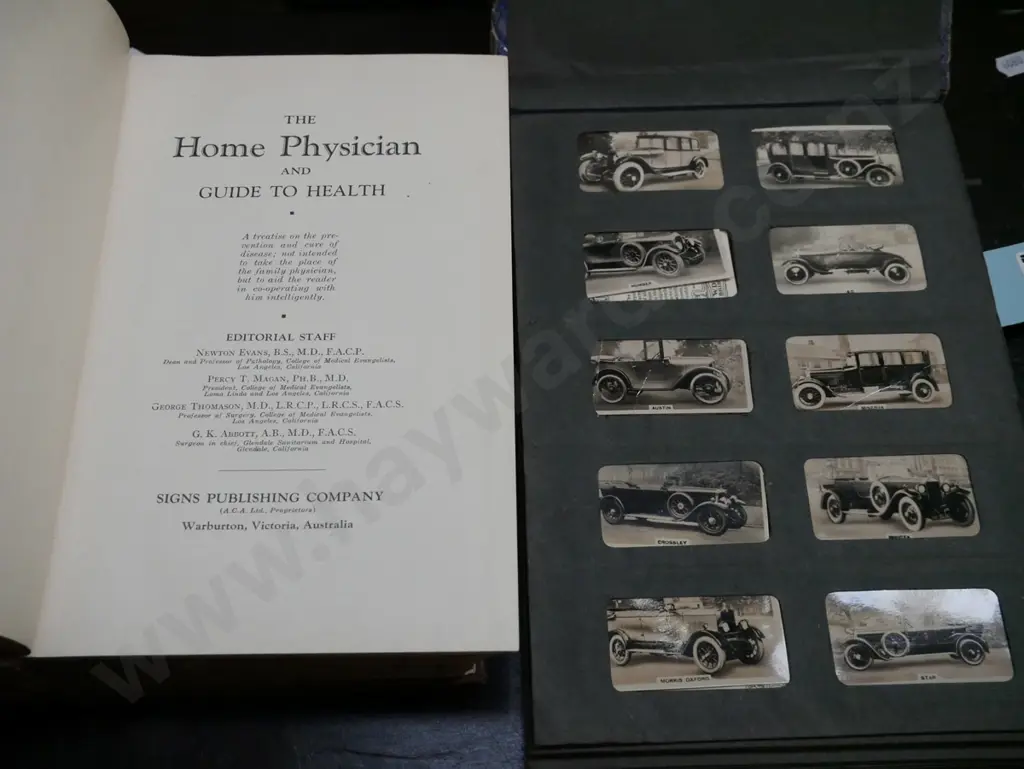 THE
Home Physician
AND
GUIDE TO HEALTH
A treatise on the pre-
vention and cure of
disease; not intended
to take the place of
the family physician,
but to aid the reader
in co-operating with
him intelligently.
EDITORIAL STAFF
NEWTON EVANS, B.S., M.D., F.A.C.P.
Dean and Professor of Pathology, College of Medical Evangelists,
Los Angeles, California
PERCY T. MAGAN, PH.B., M.D.
President, College of Medical Evangelists,
Loma Linda and Los Angeles, California
GEORGE THOMASON, M.D., L.R.C.P., L.R.C.S., F.A.C.S.
Professor of Surgery, College of Medical Evangelists,
Los Angeles, California
G. K. ABBOTT, A.B., M.D., F.A.C.S.
Surgeon in chief, Glendale Sanitarium and Hospital,
Glendale, California
SIGNS PUBLISHING COMPANY
(A.C.A. Ltd., Proprietors)
Warburton, Victoria, Australia
HUMBER
AUSTIN
MINERVA
CROSSLEY
MORRIS OXFORD
STAR